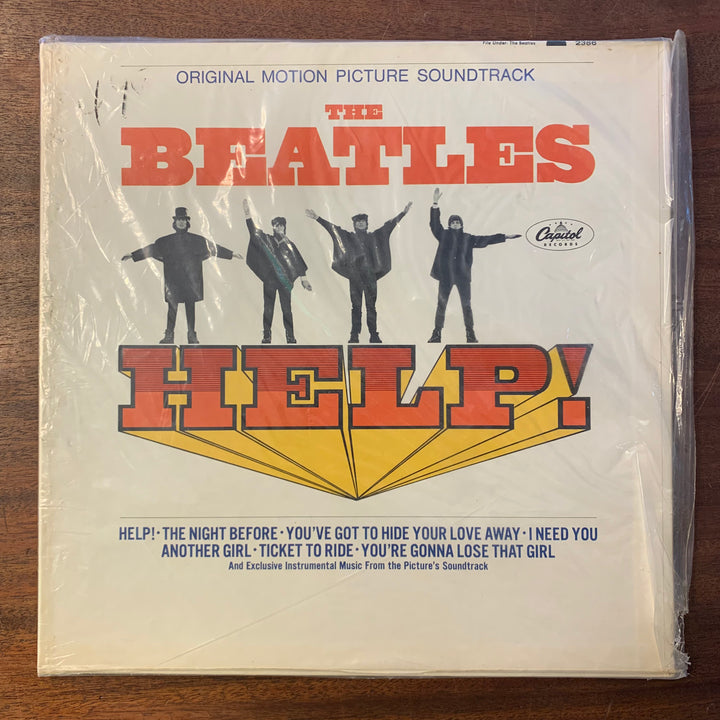 File Under: The Beatles 2386
ORIGINAL MOTION PICTURE SOUNDTRACK
THE
BEATLES
Capitol
RECORDS
HELP!
HELP! · THE NIGHT BEFORE · YOU'VE GOT TO HIDE YOUR LOVE AWAY · I NEED YOU
ANOTHER GIRL · TICKET TO RIDE · YOU'RE GONNA LOSE THAT GIRL
And Exclusive Instrumental Music From the Picture's Soundtrack